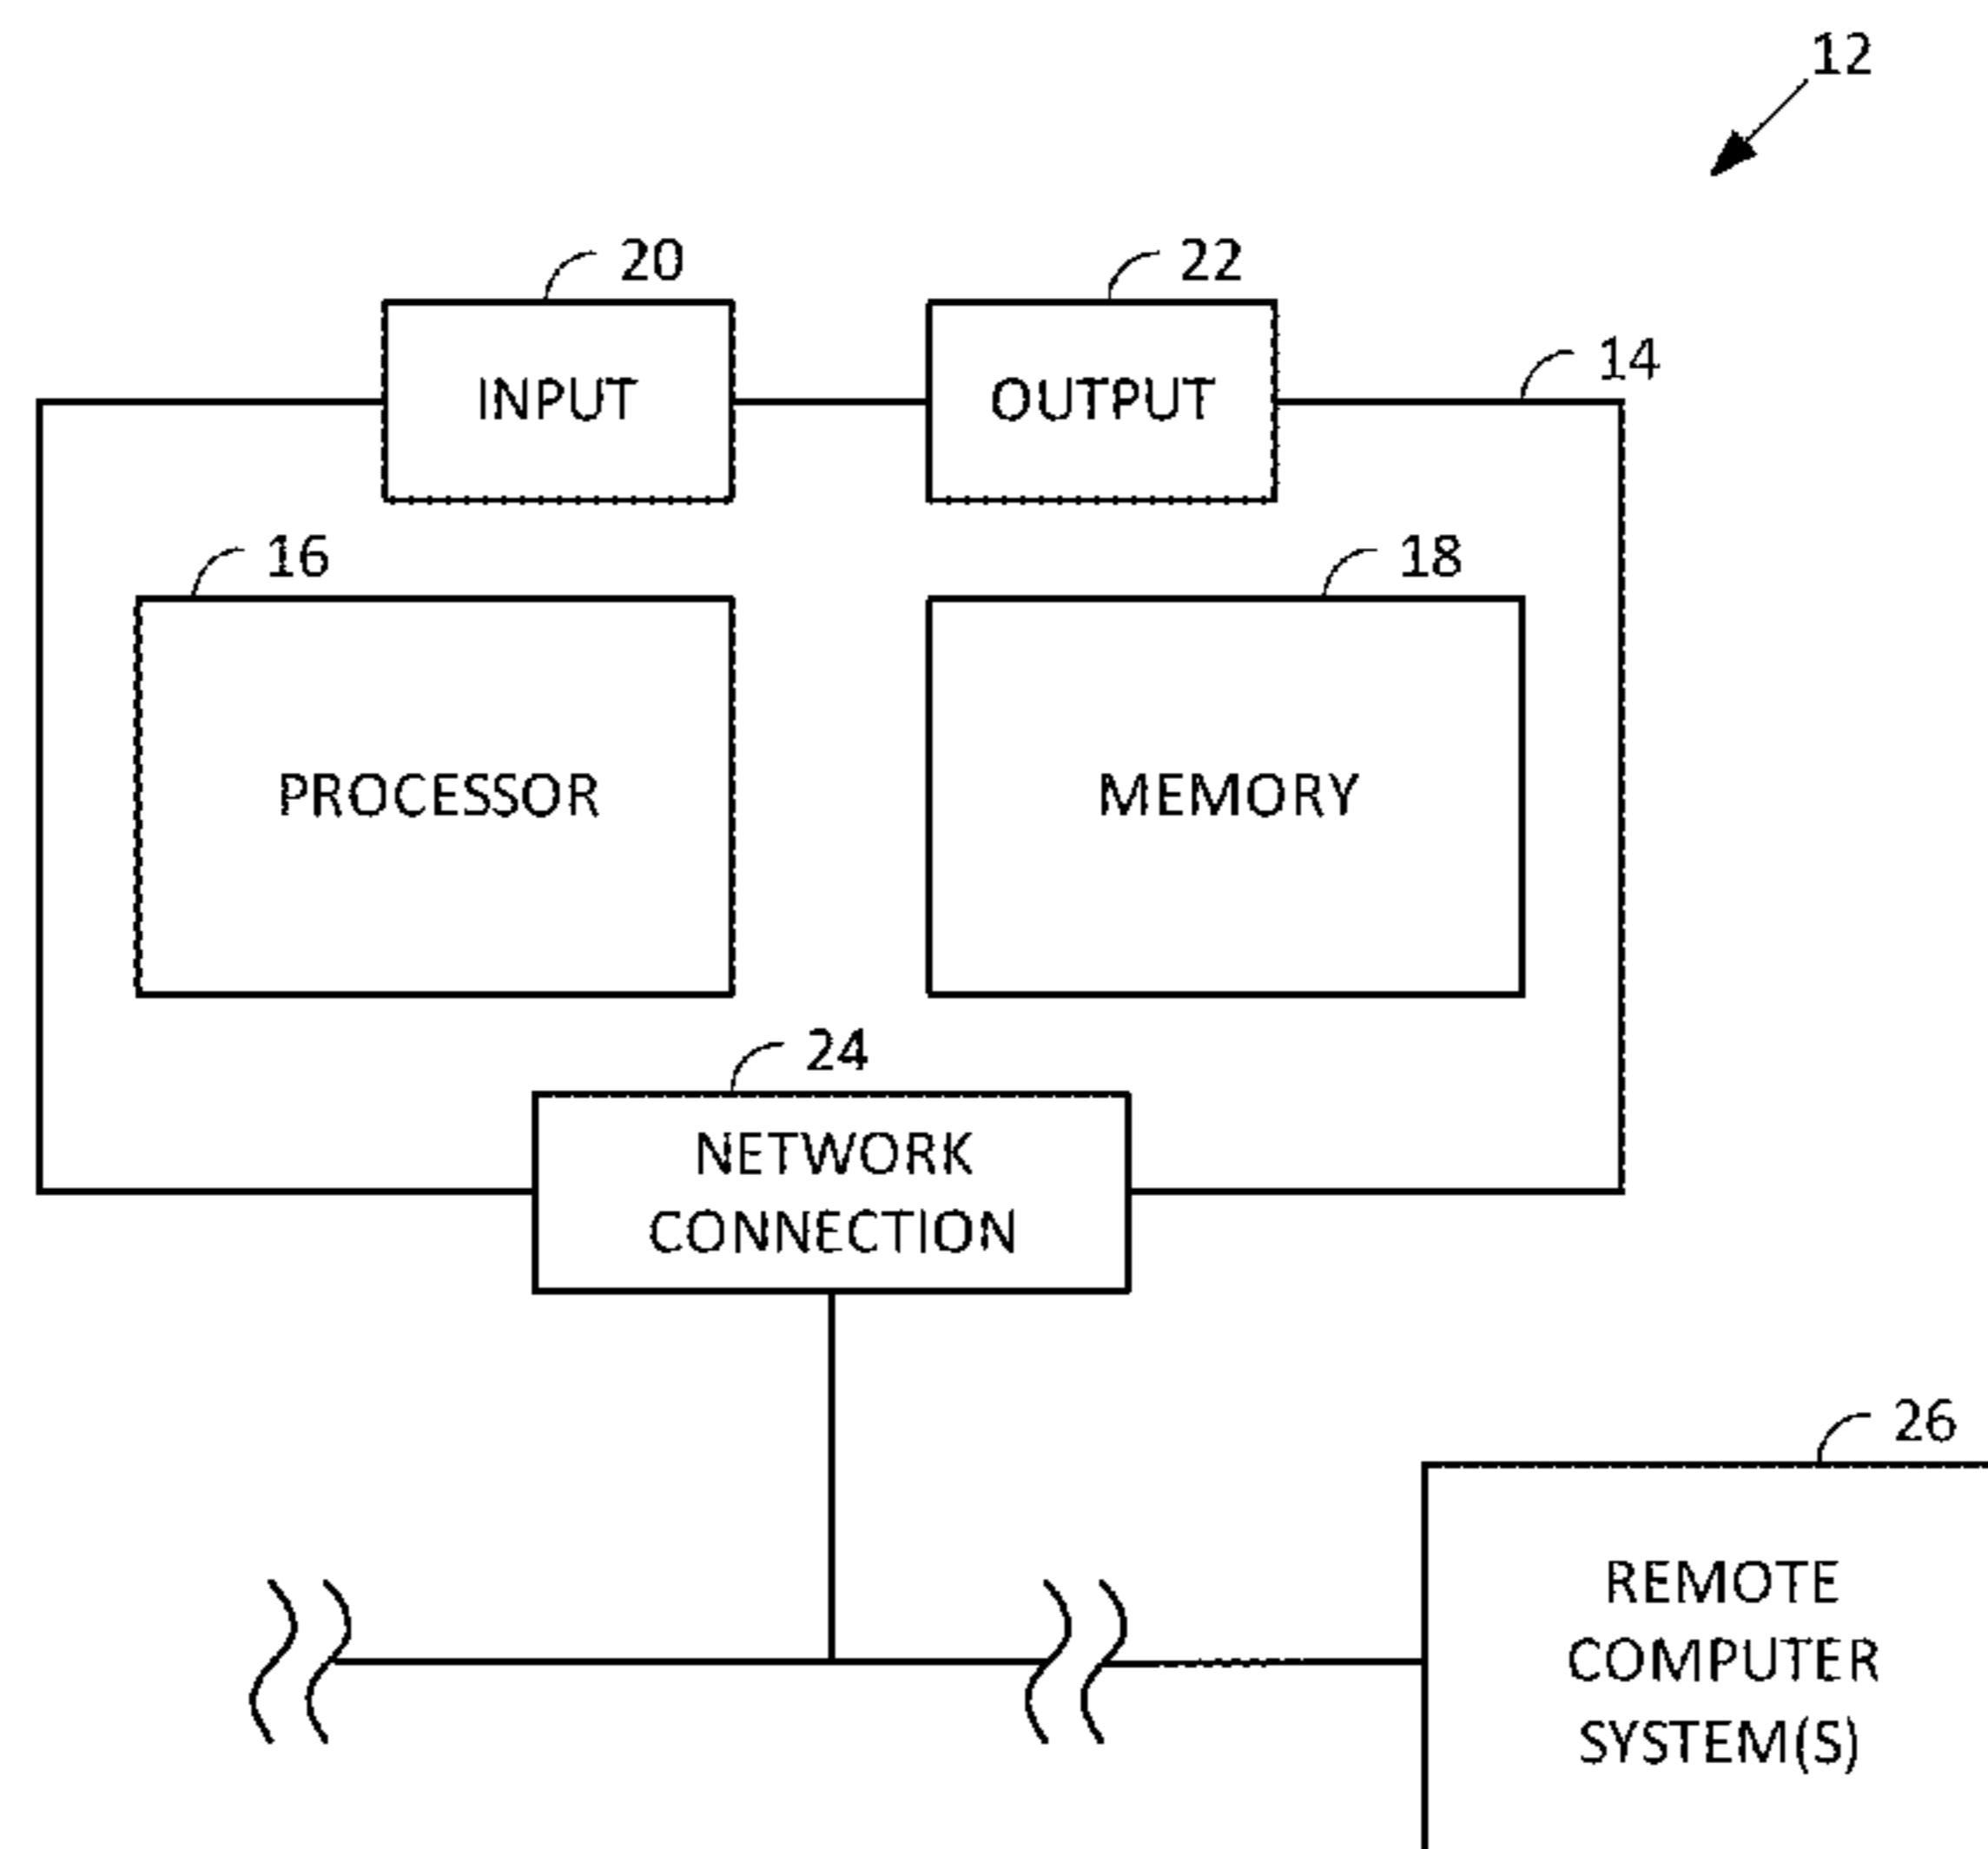 12
20
22
INPUT
OUTPUT
14
16
18
PROCESSOR
MEMORY
24
NETWORK
CONNECTION
26
REMOTE
COMPUTER
SYSTEM(S)